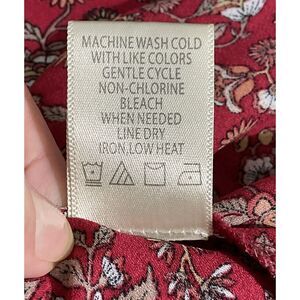 MACHINE WASH COLD
WITH LIKE COLORS
GENTLE CYCLE
NON-CHLORINE
BLEACH
WHEN NEEDED
LINE DRY
IRON,LOW HEAT